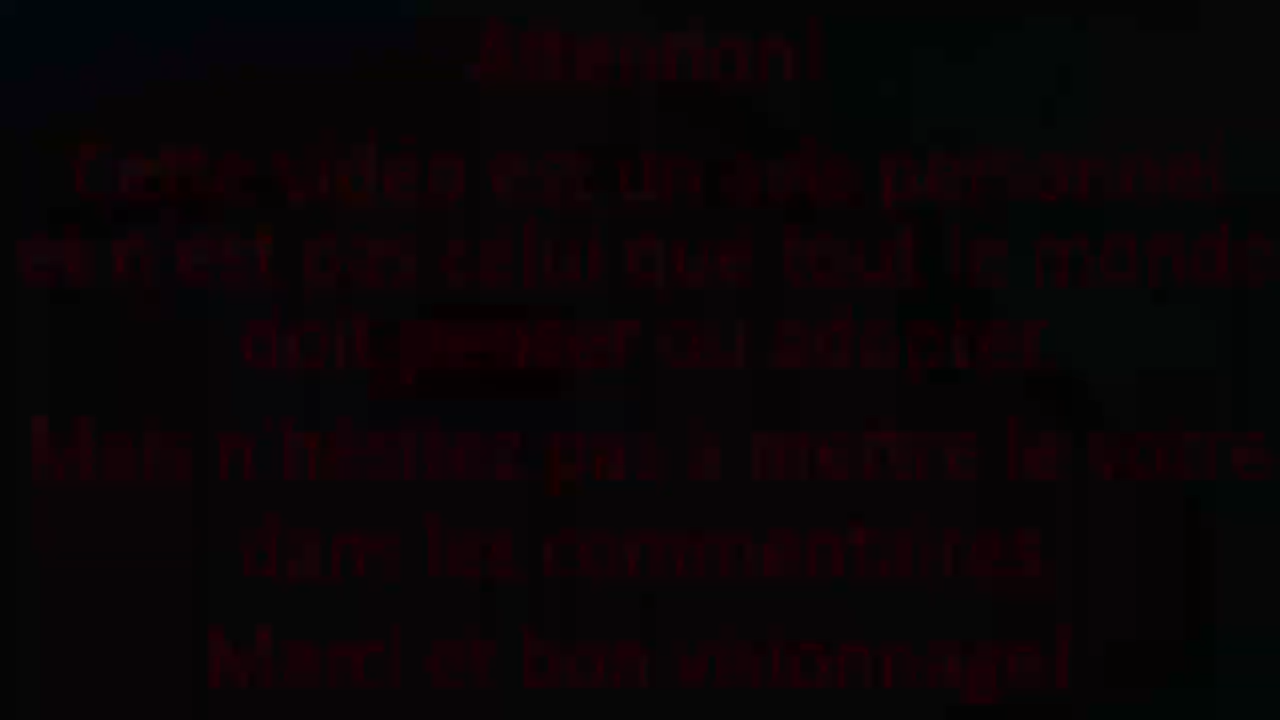 Attention!
Cette vidéo est un avis personnel
et n'est pas celui que tout le monde
doit penser ou adopter
Mais n'hésitez pas à mettre le votre
dans les commentaires
Merci et bon visionnage!